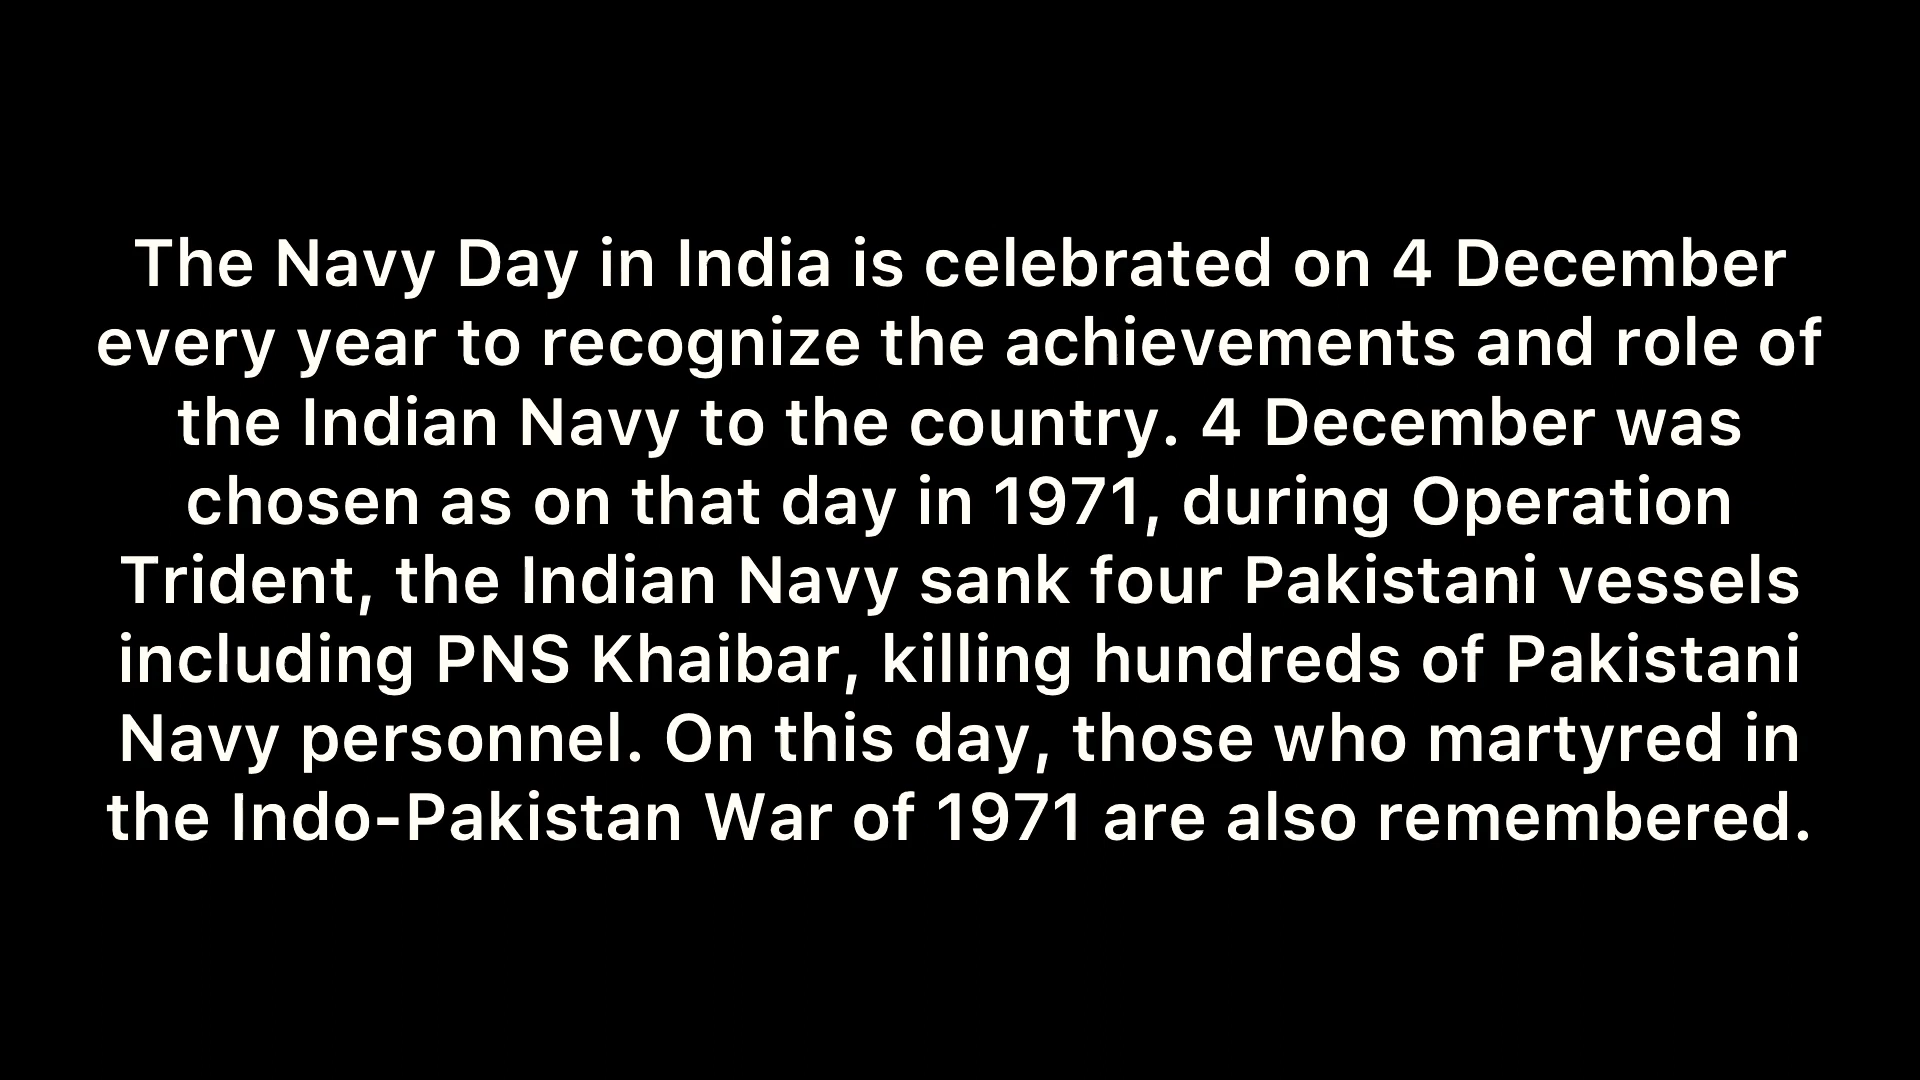 The Navy Day in India is celebrated on 4 December
every year to recognize the achievements and role of
the Indian Navy to the country. 4 December was
chosen as on that day in 1971, during Operation
Trident, the Indian Navy sank four Pakistani vessels
including PNS Khaibar, killing hundreds of Pakistani
Navy personnel. On this day, those who martyred in
the Indo-Pakistan War of 1971 are also remembered.